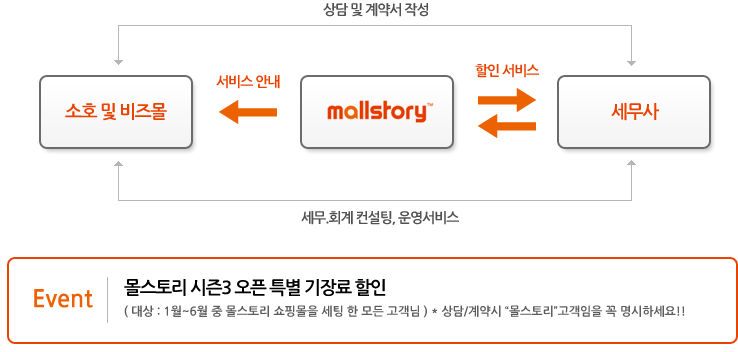 상담 및 계약서 작성
서비스 안내
할인 서비스
소호 및 비즈몰
mallstory™
세무사
세무.회계 컨설팅, 운영서비스
Event
몰스토리 시즌3 오픈 특별 기장료 할인
( 대상 : 1월~6월 중 몰스토리 쇼핑몰을 세팅 한 모든 고객님 ) * 상담/계약시 “몰스토리”고객임을 꼭 명시하세요!!